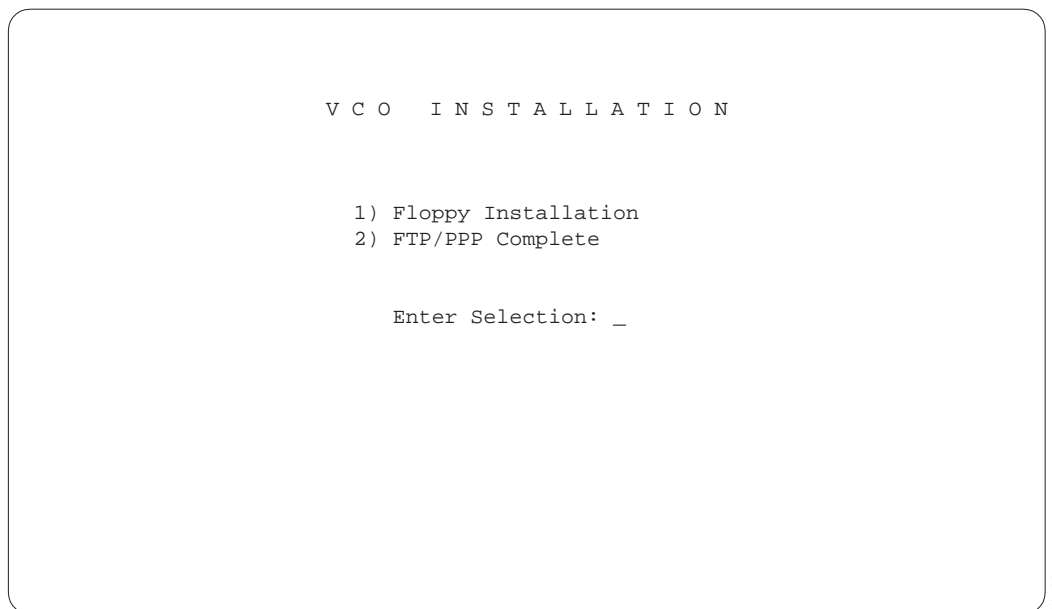 V C O   I N S T A L L A T I O N
1) Floppy Installation
2) FTP/PPP Complete
Enter Selection: _